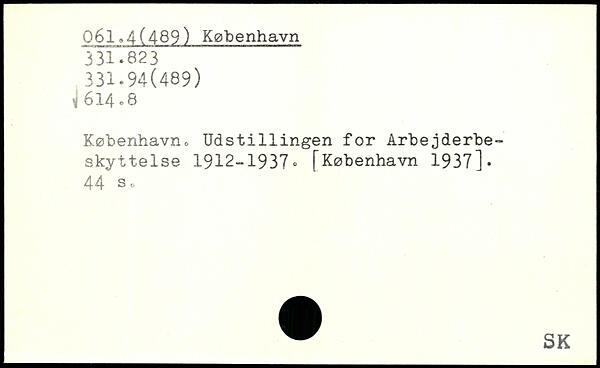 061.4(489) København
331.823
331.94(489)
√614.8
København. Udstillingen for Arbejderbe-
skyttelse 1912-1937. [København 1937].
44 s.
SK